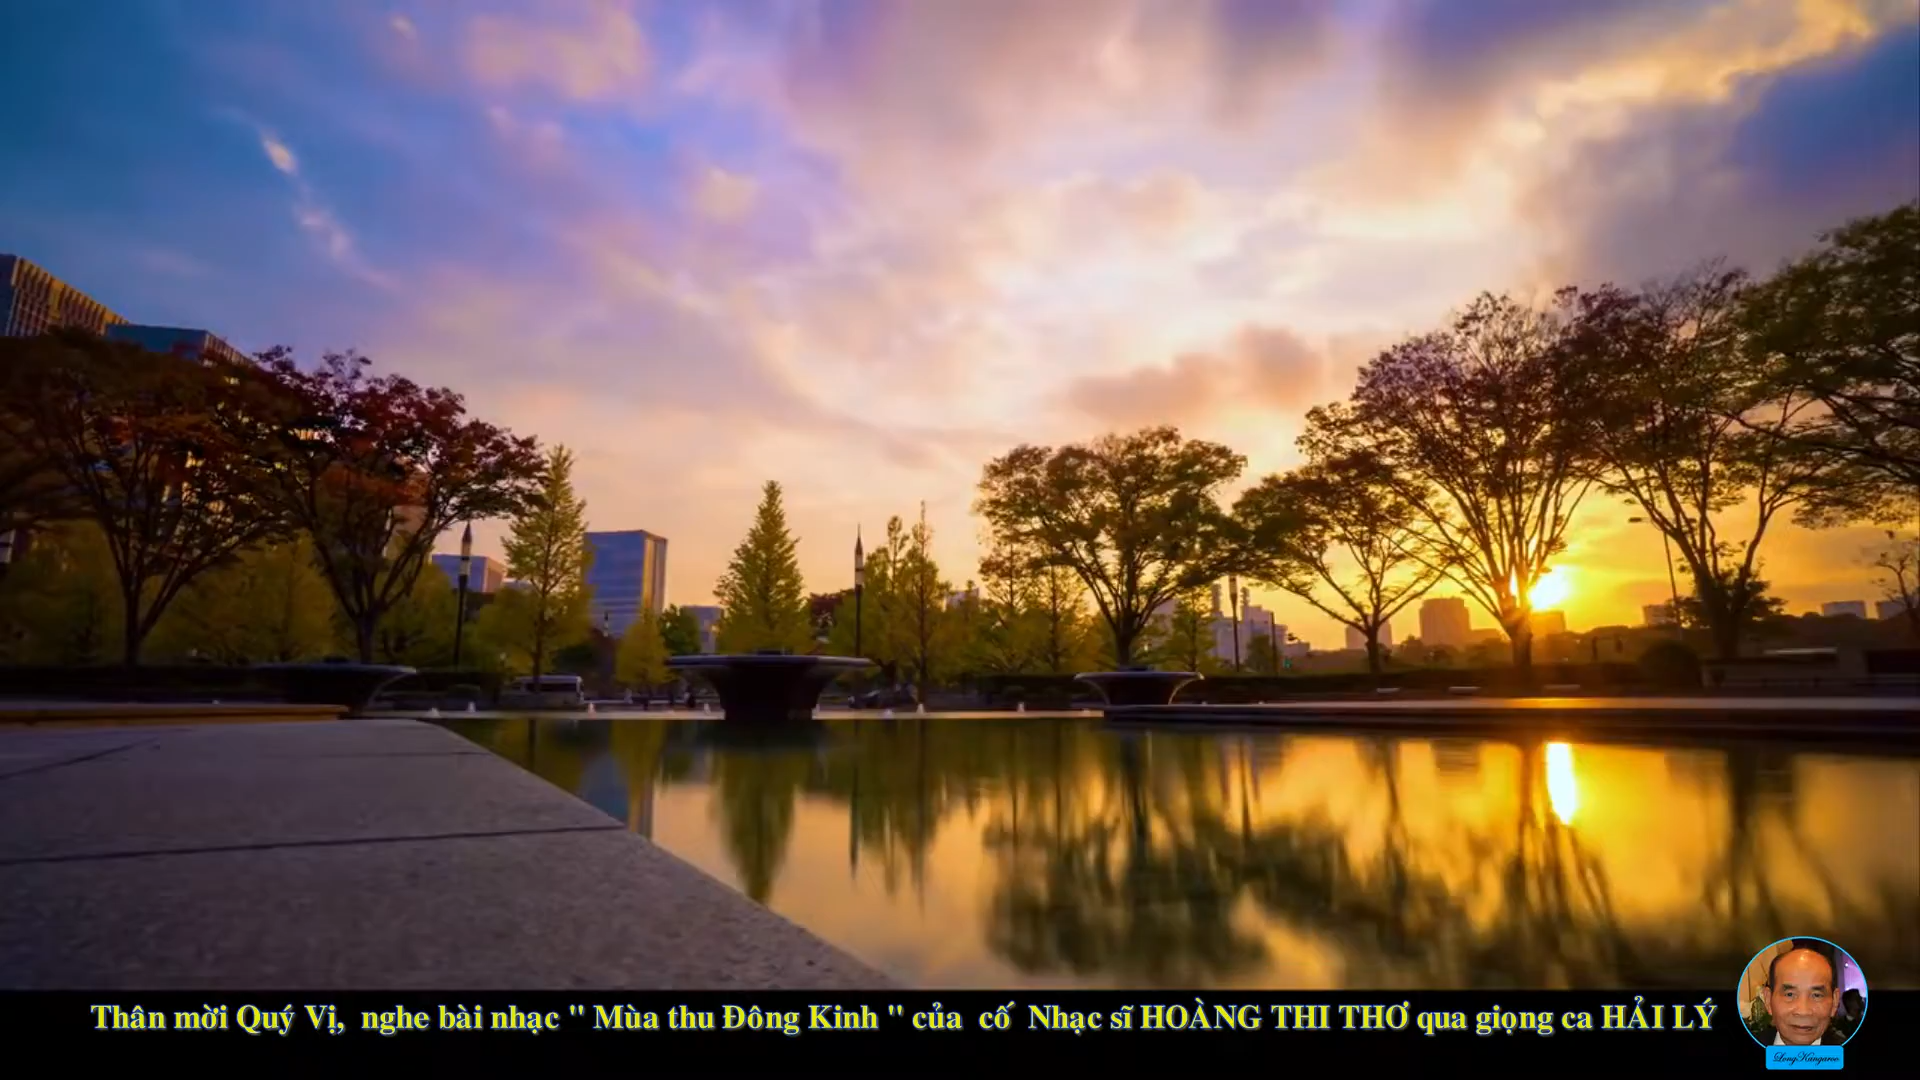 Thân mời Quý Vị, nghe bài nhạc " Mùa thu Đông Kinh " của cố Nhạc sĩ HOÀNG THI THƠ qua giọng ca HẢI LÝ
LongKangaroo